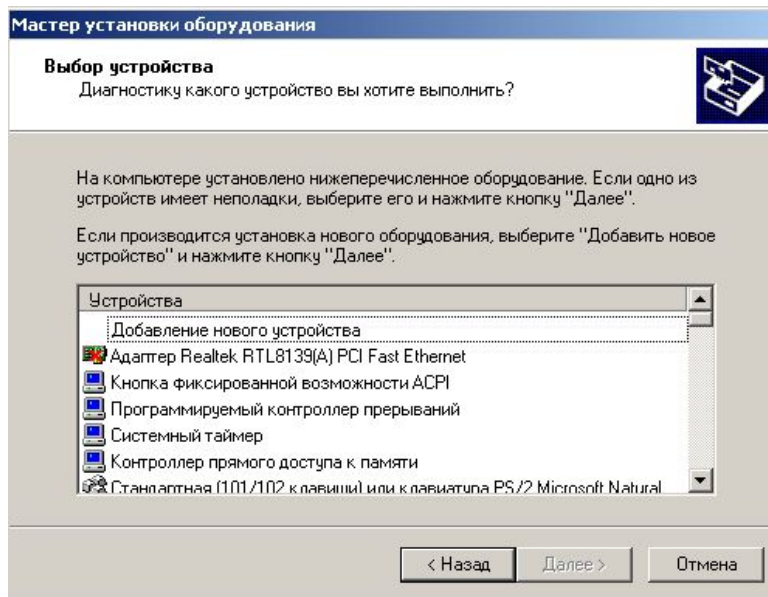 Мастер установки оборудования
Выбор устройства
Диагностику какого устройство вы хотите выполнить?
На компьютере установлено нижеперечисленное оборудование. Если одно из
устройств имеет неполадки, выберите его и нажмите кнопку "Далее".
Если производится установка нового оборудования, выберите "Добавить новое
устройство" и нажмите кнопку "Далее".
Устройства
Добавление нового устройства
Адаптер Realtek RTL8139(A) PCI Fast Ethernet
Кнопка фиксированной возможности ACPI
Программируемый контроллер прерываний
Системный таймер
Контроллер прямого доступа к памяти
Стандартная (101/102 клавиши) или клавиатура PS/2 Microsoft Natural
< Назад
Далее >
Отмена